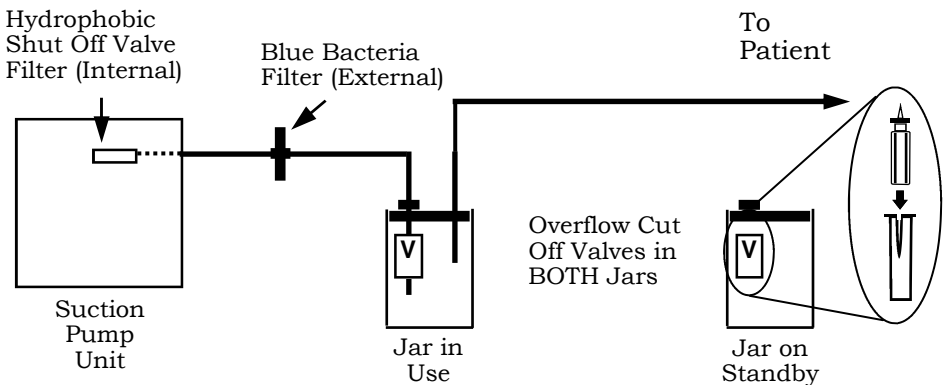 Hydrophobic
Shut Off Valve
Filter (Internal)
Blue Bacteria
Filter (External)
To
Patient
Overflow Cut
Off Valves in
BOTH Jars
V
V
Suction
Pump
Unit
Jar in
Use
Jar on
Standby